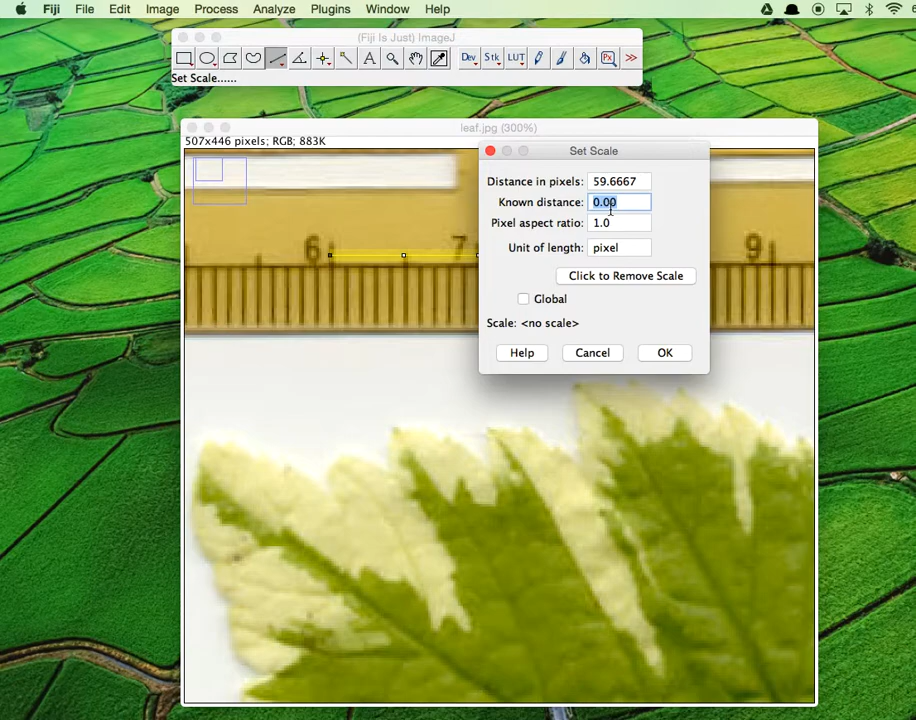 Fiji File Edit Image Process Analyze Plugins Window Help
(Fiji Is Just) ImageJ
A Dev Stk LUT Px >>
Set Scale......
leaf.jpg (300%)
507x446 pixels; RGB; 883K
Set Scale
Distance in pixels: 59.6667
Known distance: 0.00
Pixel aspect ratio: 1.0
Unit of length: pixel
Click to Remove Scale
Global
Scale: <no scale>
Help Cancel OK
6 7 9